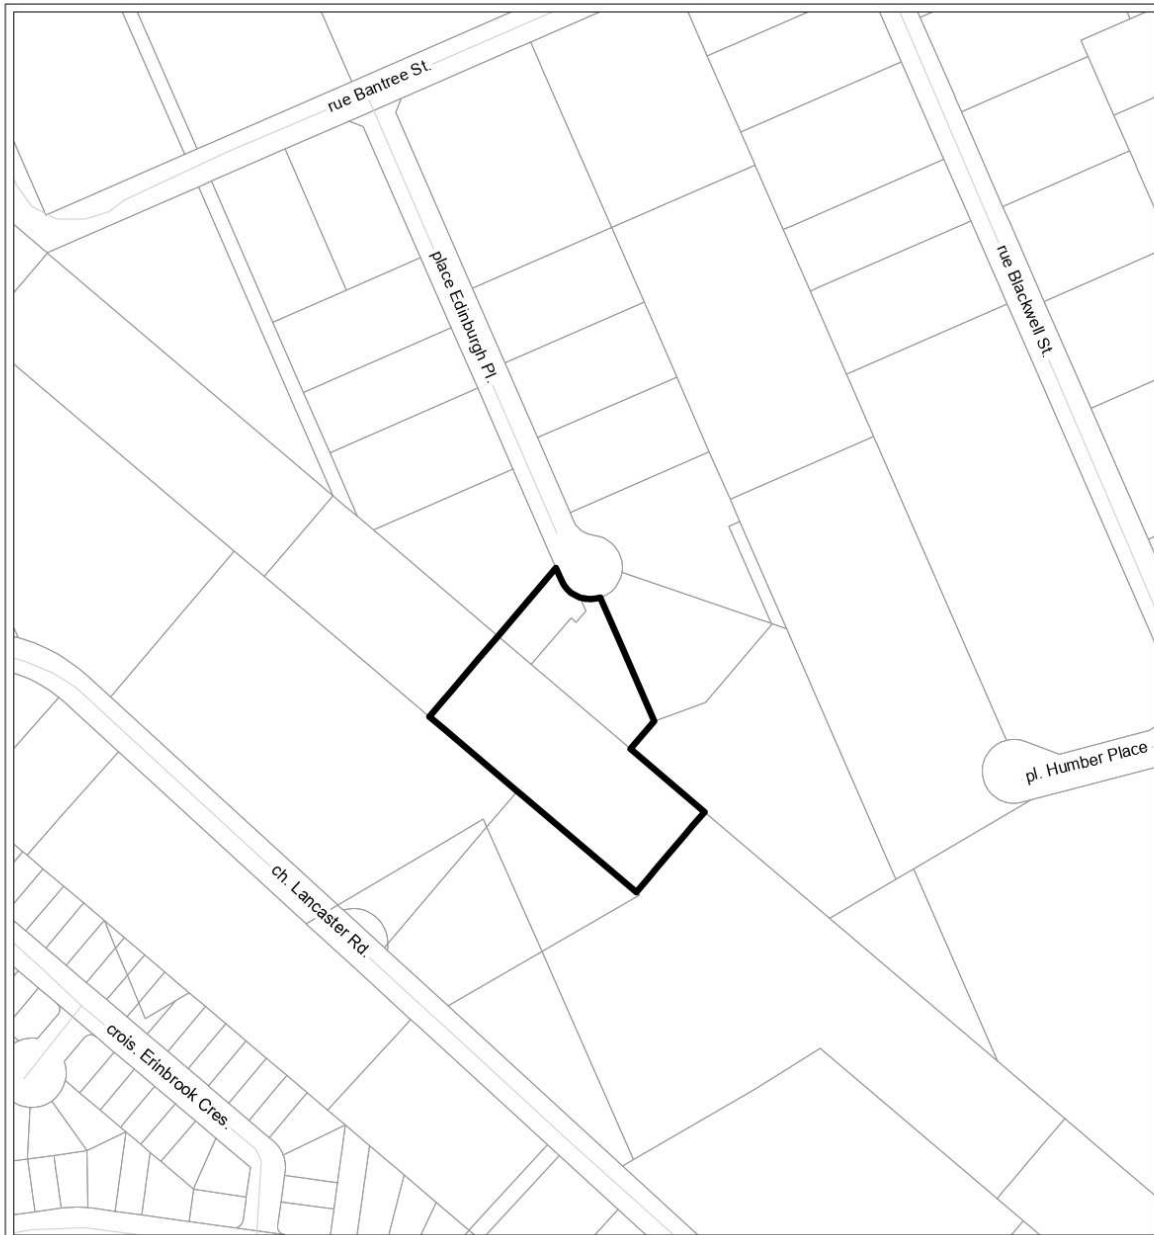 rue Bantree St.
place Edinburgh Pl.
rue Blackwell St.
pl. Humber Place
ch. Lancaster Rd.
crois. Erinbrook Cres.